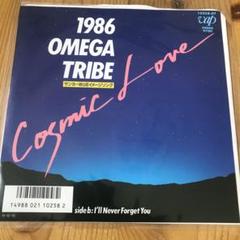 1986
OMEGA
TRIBE
vap
Cosmic Love
side b: I'll Never Forget You
14988 021 10258 2